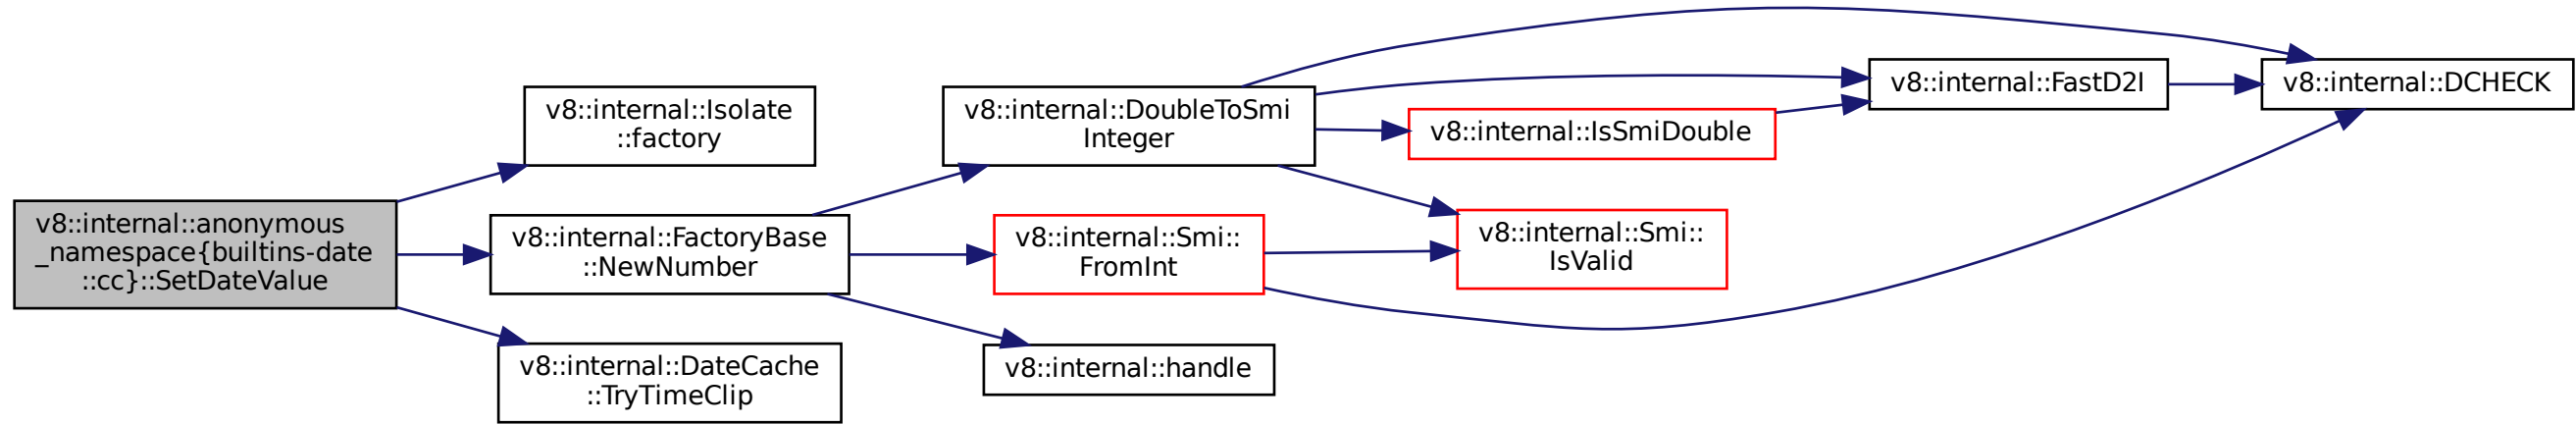 v8::internal::anonymous
_namespace{builtins-date
::cc}::SetDateValue
v8::internal::Isolate
::factory
v8::internal::FactoryBase
::NewNumber
v8::internal::DateCache
::TryTimeClip
v8::internal::DoubleToSmi
Integer
v8::internal::Smi::
FromInt
v8::internal::handle
v8::internal::IsSmiDouble
v8::internal::Smi::
IsValid
v8::internal::FastD2I
v8::internal::DCHECK